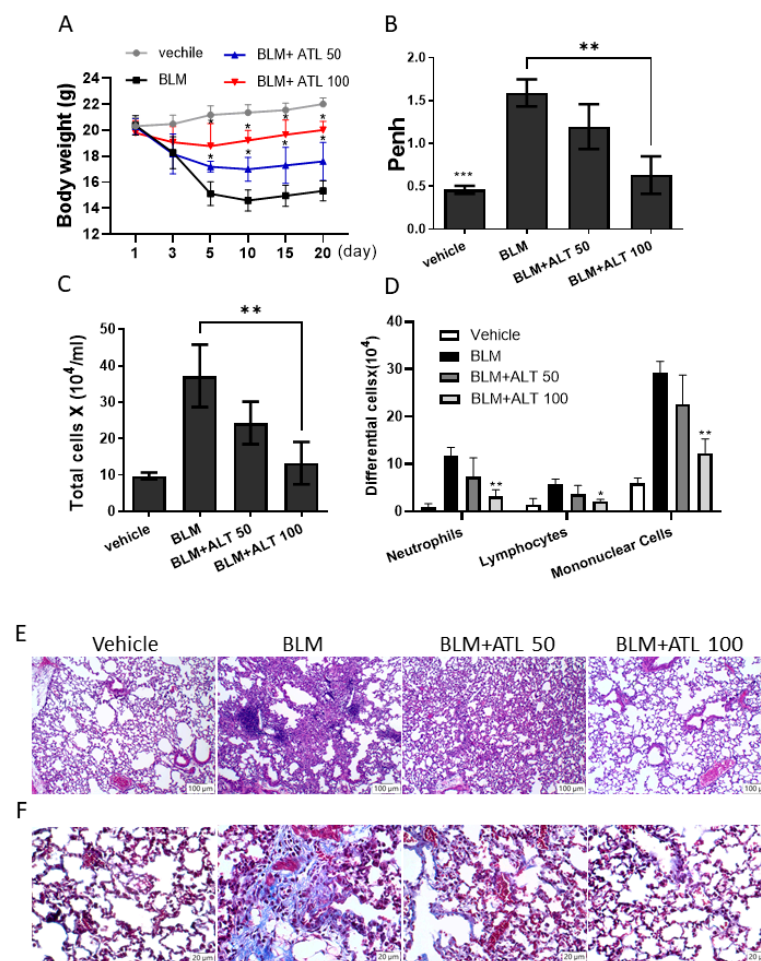 A
vechile
BLM
BLM+ ATL 50
BLM+ ATL 100
Body weight (g)
22
20
18
16
14
12
1 3 5 10 15 20 (day)
* * * *
* * * *
B
**
Penh
2.0
1.5
1.0
0.5
0.0
***
vehicle
BLM
BLM+ALT 50
BLM+ALT 100
C
**
Total cells X (10⁴/ml)
50
40
30
20
10
0
vehicle
BLM
BLM+ALT 50
BLM+ALT 100
D
Vehicle
BLM
BLM+ALT 50
BLM+ALT 100
Differential cellsx(10⁴)
40
30
20
10
0
**
*
**
Neutrophils
Lymphocytes
Mononuclear Cells
E
Vehicle BLM BLM+ATL 50 BLM+ATL 100
100 µm 100 µm 100 µm 100 µm
F
20 µm 20 µm 20 µm 20 µm